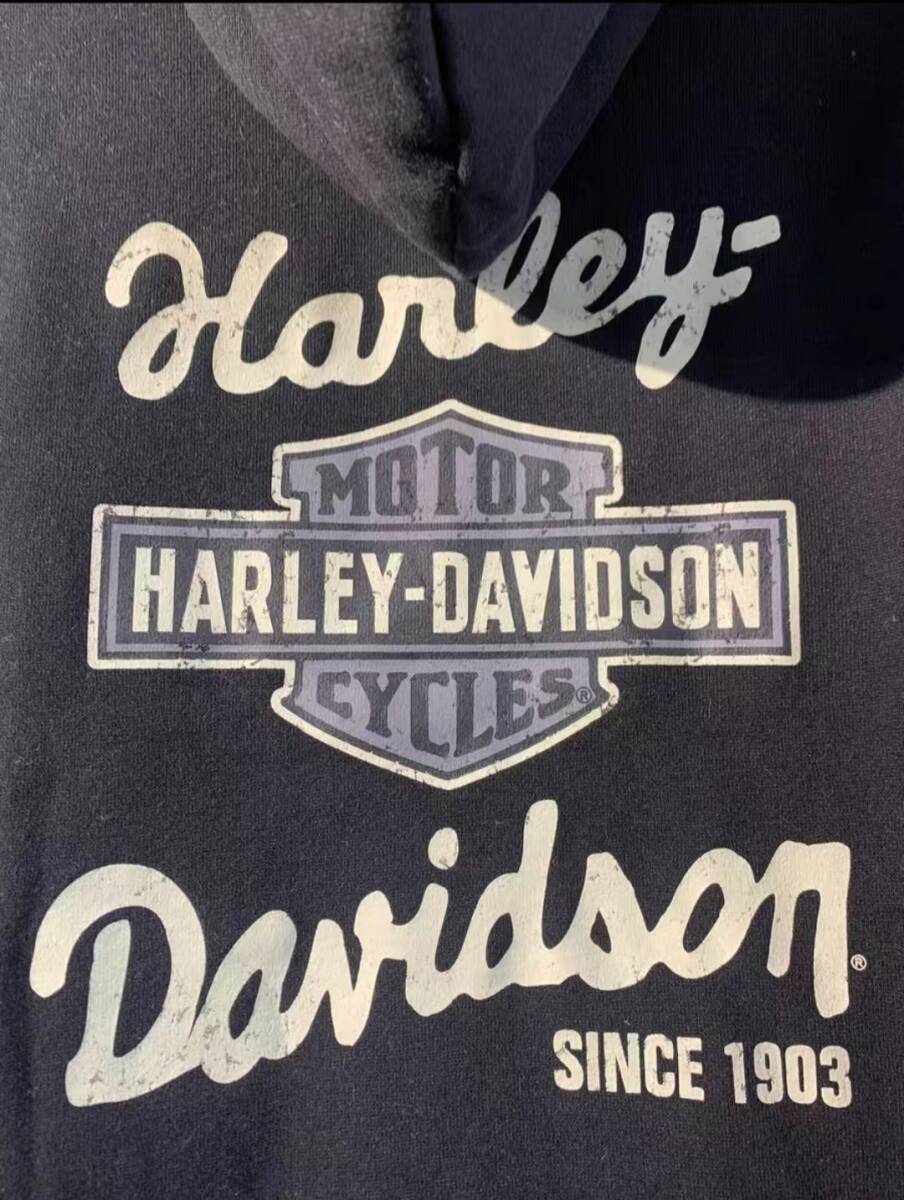 Harley-
MOTOR
HARLEY-DAVIDSON
CYCLES®
Davidson®
SINCE 1903